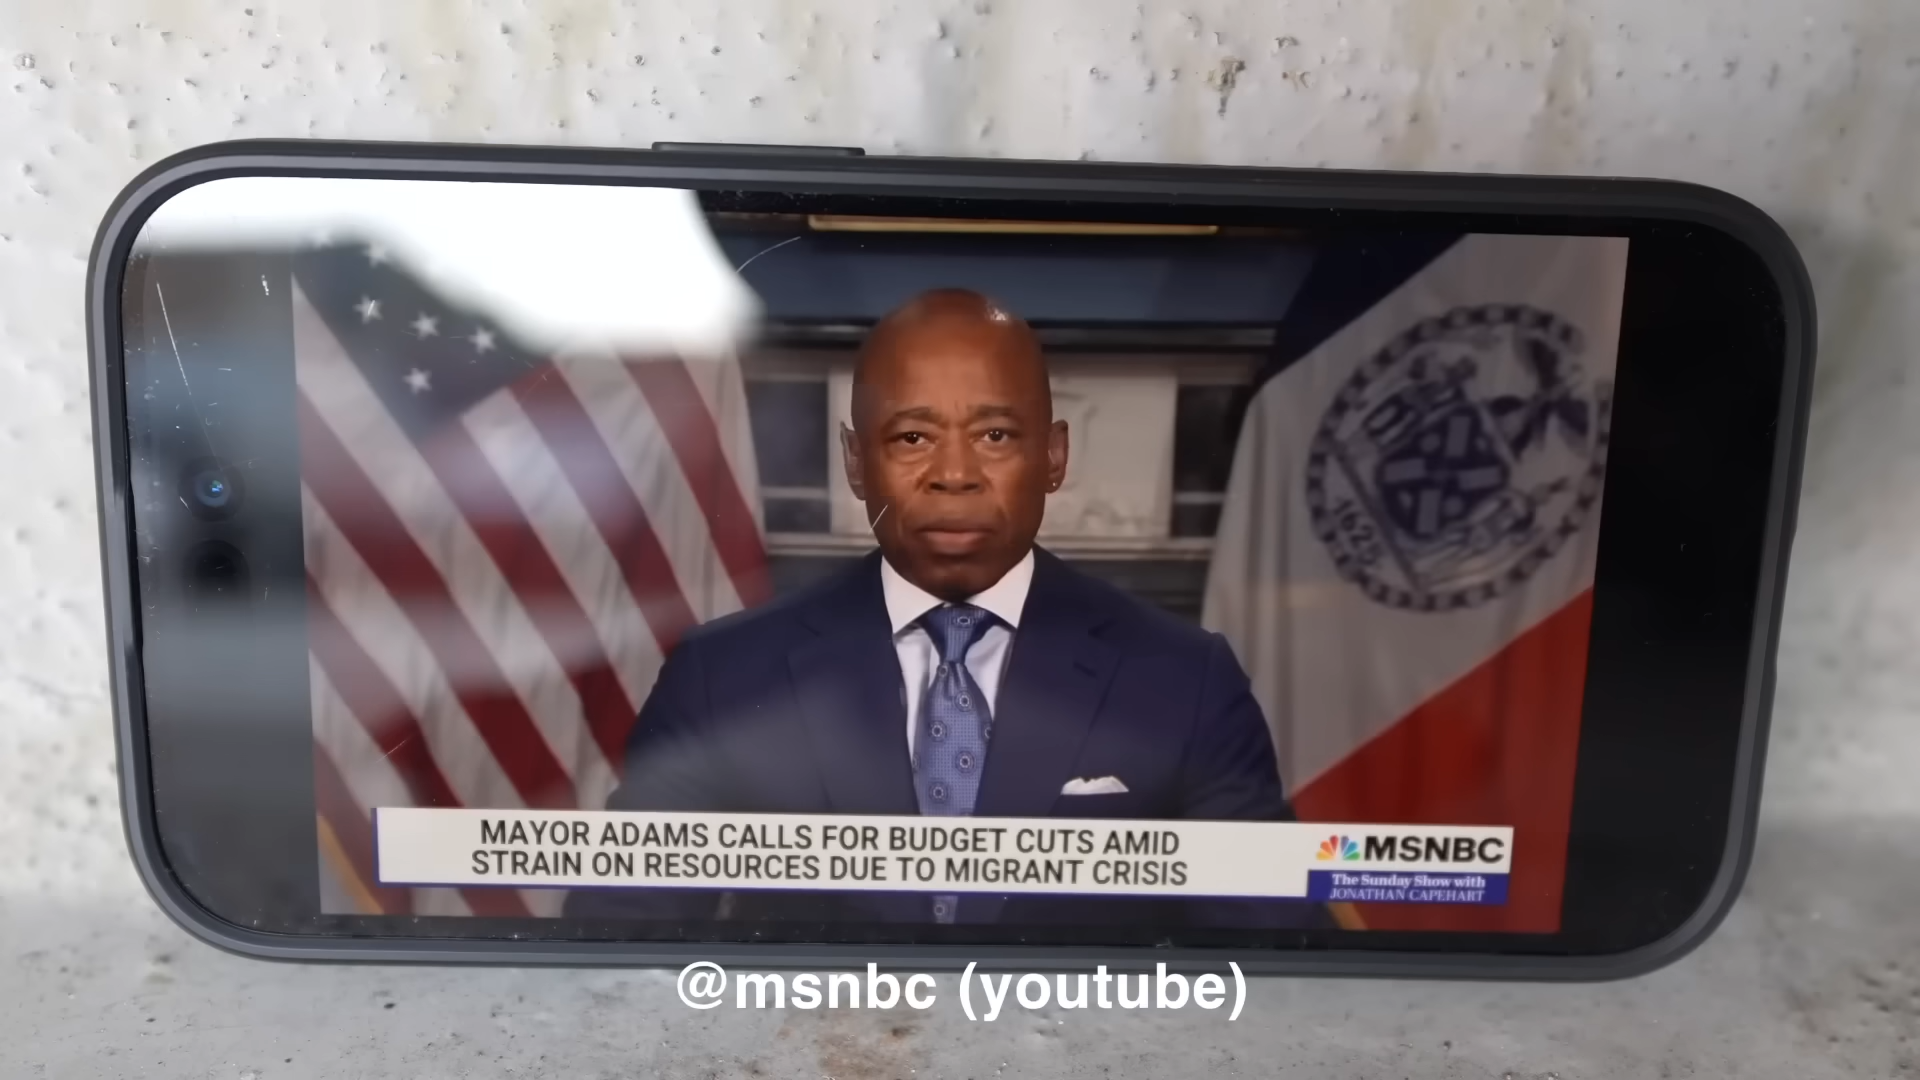 1625
MAYOR ADAMS CALLS FOR BUDGET CUTS AMID
STRAIN ON RESOURCES DUE TO MIGRANT CRISIS
MSNBC
The Sunday Show with
JONATHAN CAPEHART
@msnbc (youtube)